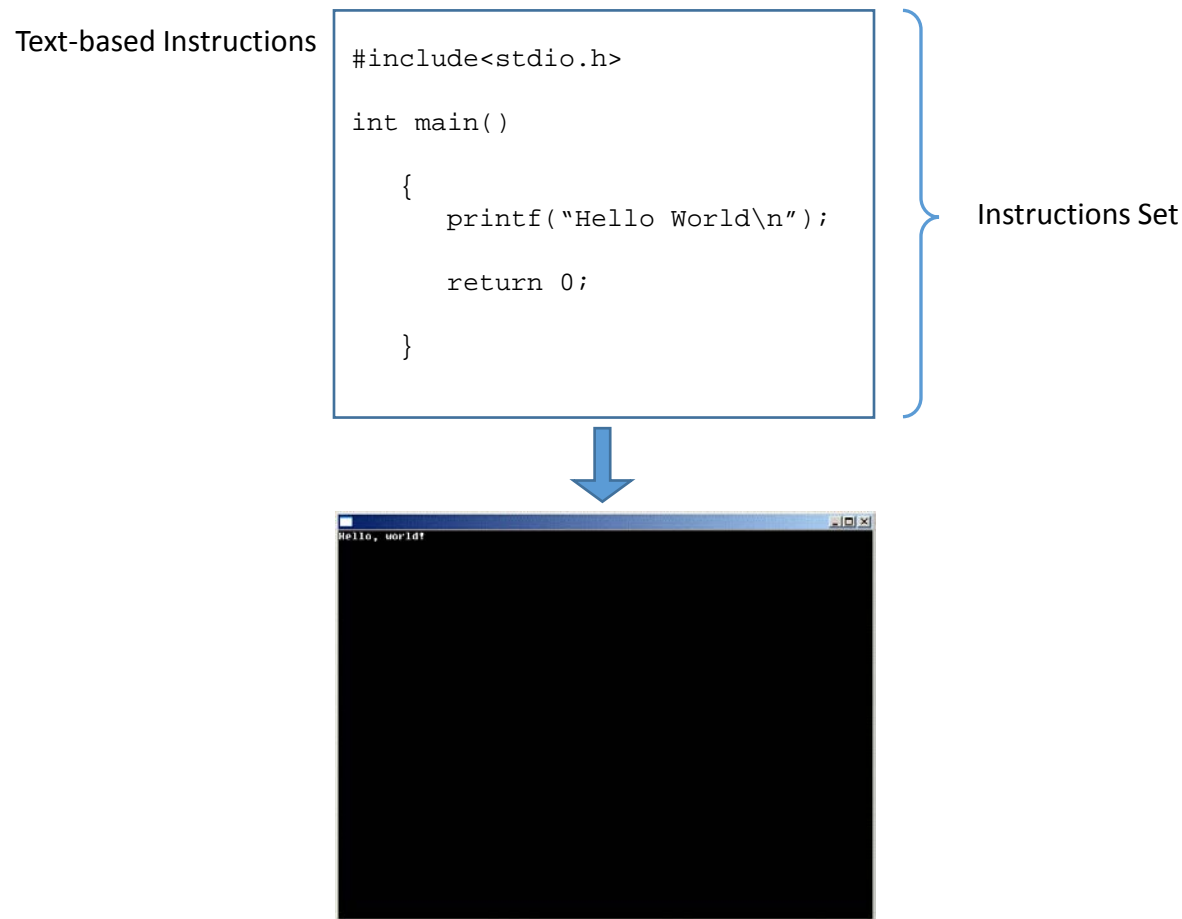 Text-based Instructions
#include<stdio.h>
int main()
{
printf(“Hello World\n”);
return 0;
}
Instructions Set
Hello, world!